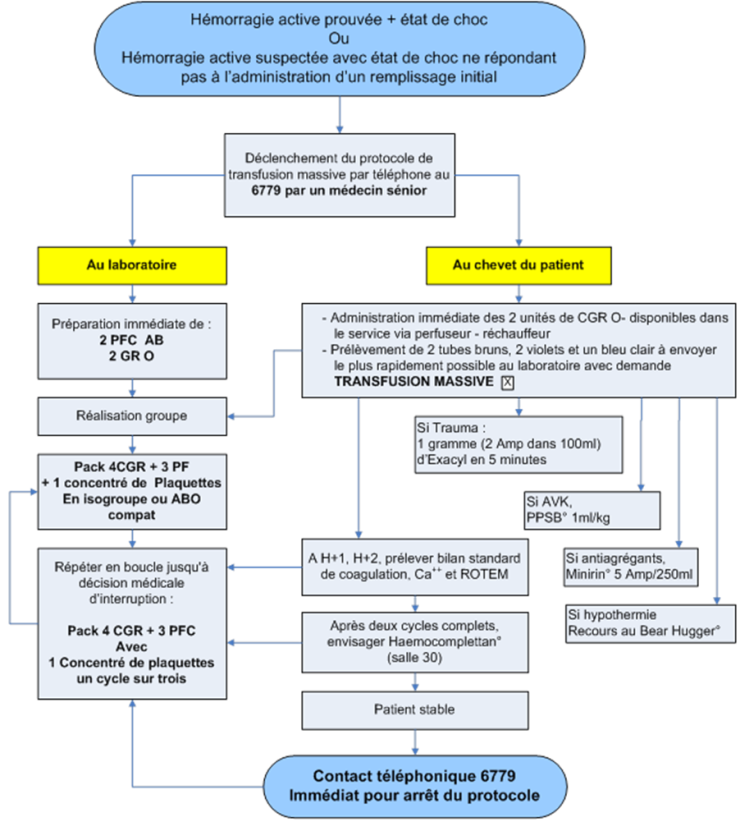 Hémorragie active prouvée + état de choc
Ou
Hémorragie active suspectée avec état de choc ne répondant
pas à l'administration d'un remplissage initial
Déclenchement du protocole de
transfusion massive par téléphone au
6779 par un médecin sénior
Au laboratoire
Au chevet du patient
Préparation immédiate de :
2 PFC AB
2 GR O
- Administration immédiate des 2 unités de CGR O- disponibles dans
le service via perfuseur - réchauffeur
- Prélèvement de 2 tubes bruns, 2 violets et un bleu clair à envoyer
le plus rapidement possible au laboratoire avec demande
TRANSFUSION MASSIVE X
Réalisation groupe
Si Trauma :
1 gramme (2 Amp dans 100ml)
d'Exacyl en 5 minutes
Pack 4CGR + 3 PF
+ 1 concentré de Plaquettes
En isogroupe ou ABO
compat
Si AVK,
PPSB° 1ml/kg
Répéter en boucle jusqu'à
décision médicale
d'interruption :
Pack 4 CGR + 3 PFC
Avec
1 Concentré de plaquettes
un cycle sur trois
A H+1, H+2, prélever bilan standard
de coagulation, Ca⁺⁺ et ROTEM
Si antiagrégants,
Minirin° 5 Amp/250ml
Si hypothermie
Recours au Bear Hugger°
Après deux cycles complets,
envisager Haemocomplettan°
(salle 30)
Patient stable
Contact téléphonique 6779
Immédiat pour arrêt du protocole